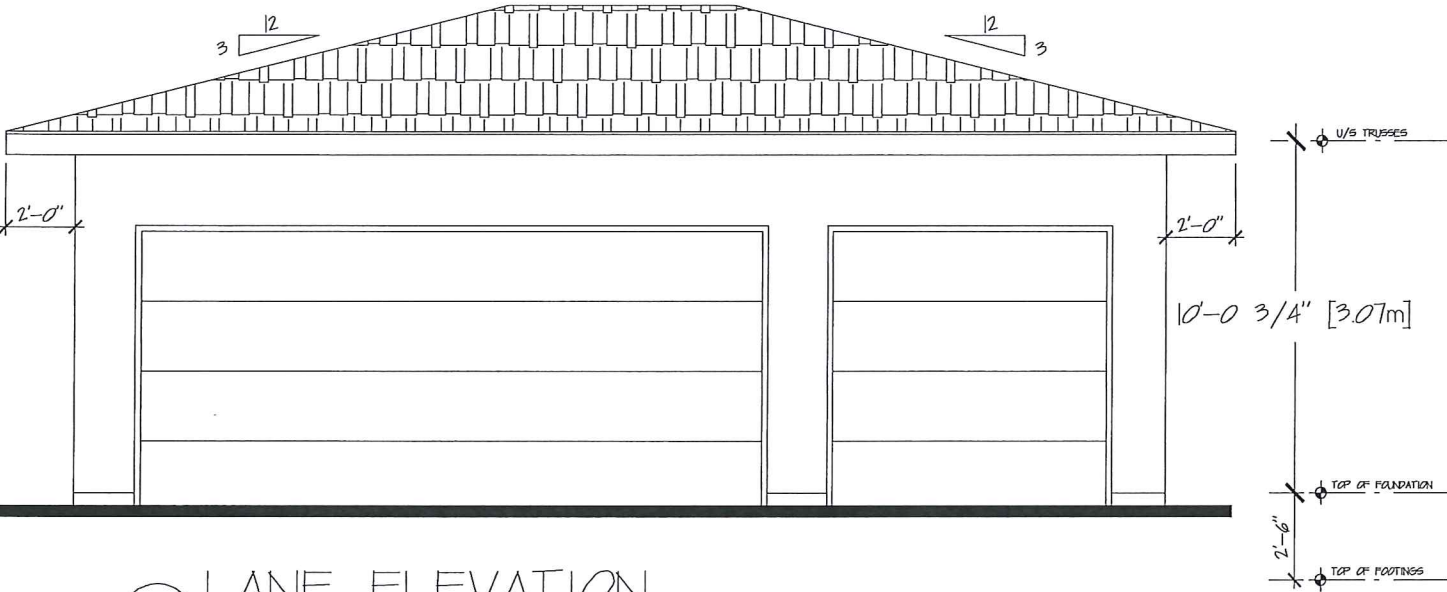 12
3
12
3
U/S TRUSSES
2'-0"
2'-0"
10'-0 3/4" [3.07m]
TOP OF FOUNDATION
2'-6"
TOP OF FOOTINGS
LANE ELEVATION